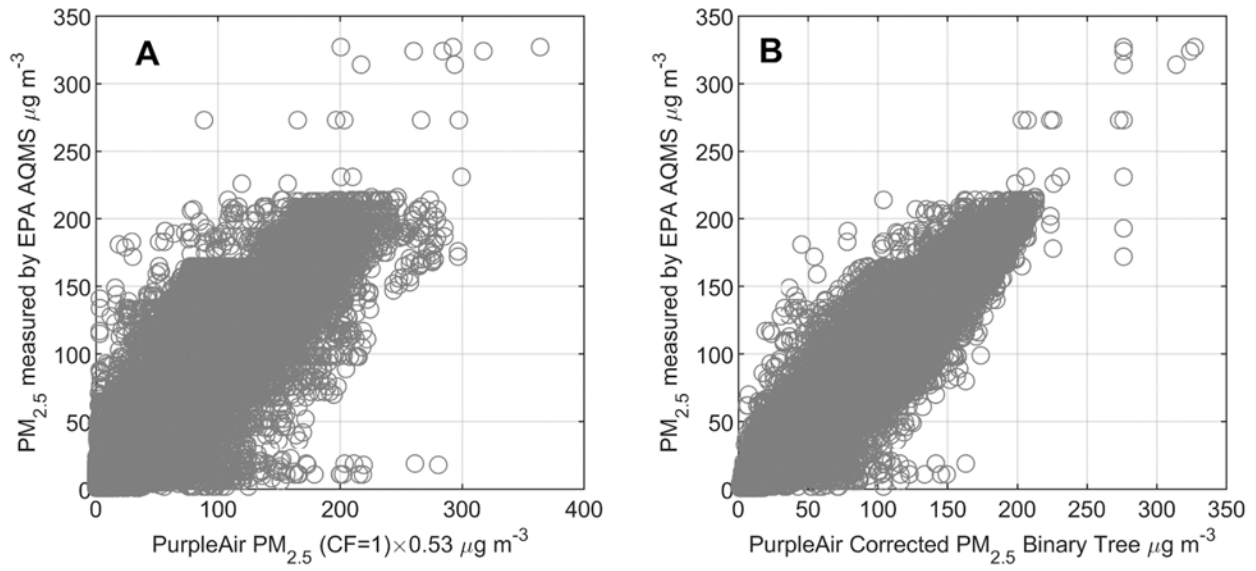 A
PM2.5 measured by EPA AQMS μg m-3
350
300
250
200
150
100
50
0
0 100 200 300 400
PurpleAir PM2.5 (CF=1)×0.53 μg m-3
B
PM2.5 measured by EPA AQMS μg m-3
350
300
250
200
150
100
50
0
0 50 100 150 200 250 300 350
PurpleAir Corrected PM2.5 Binary Tree μg m-3